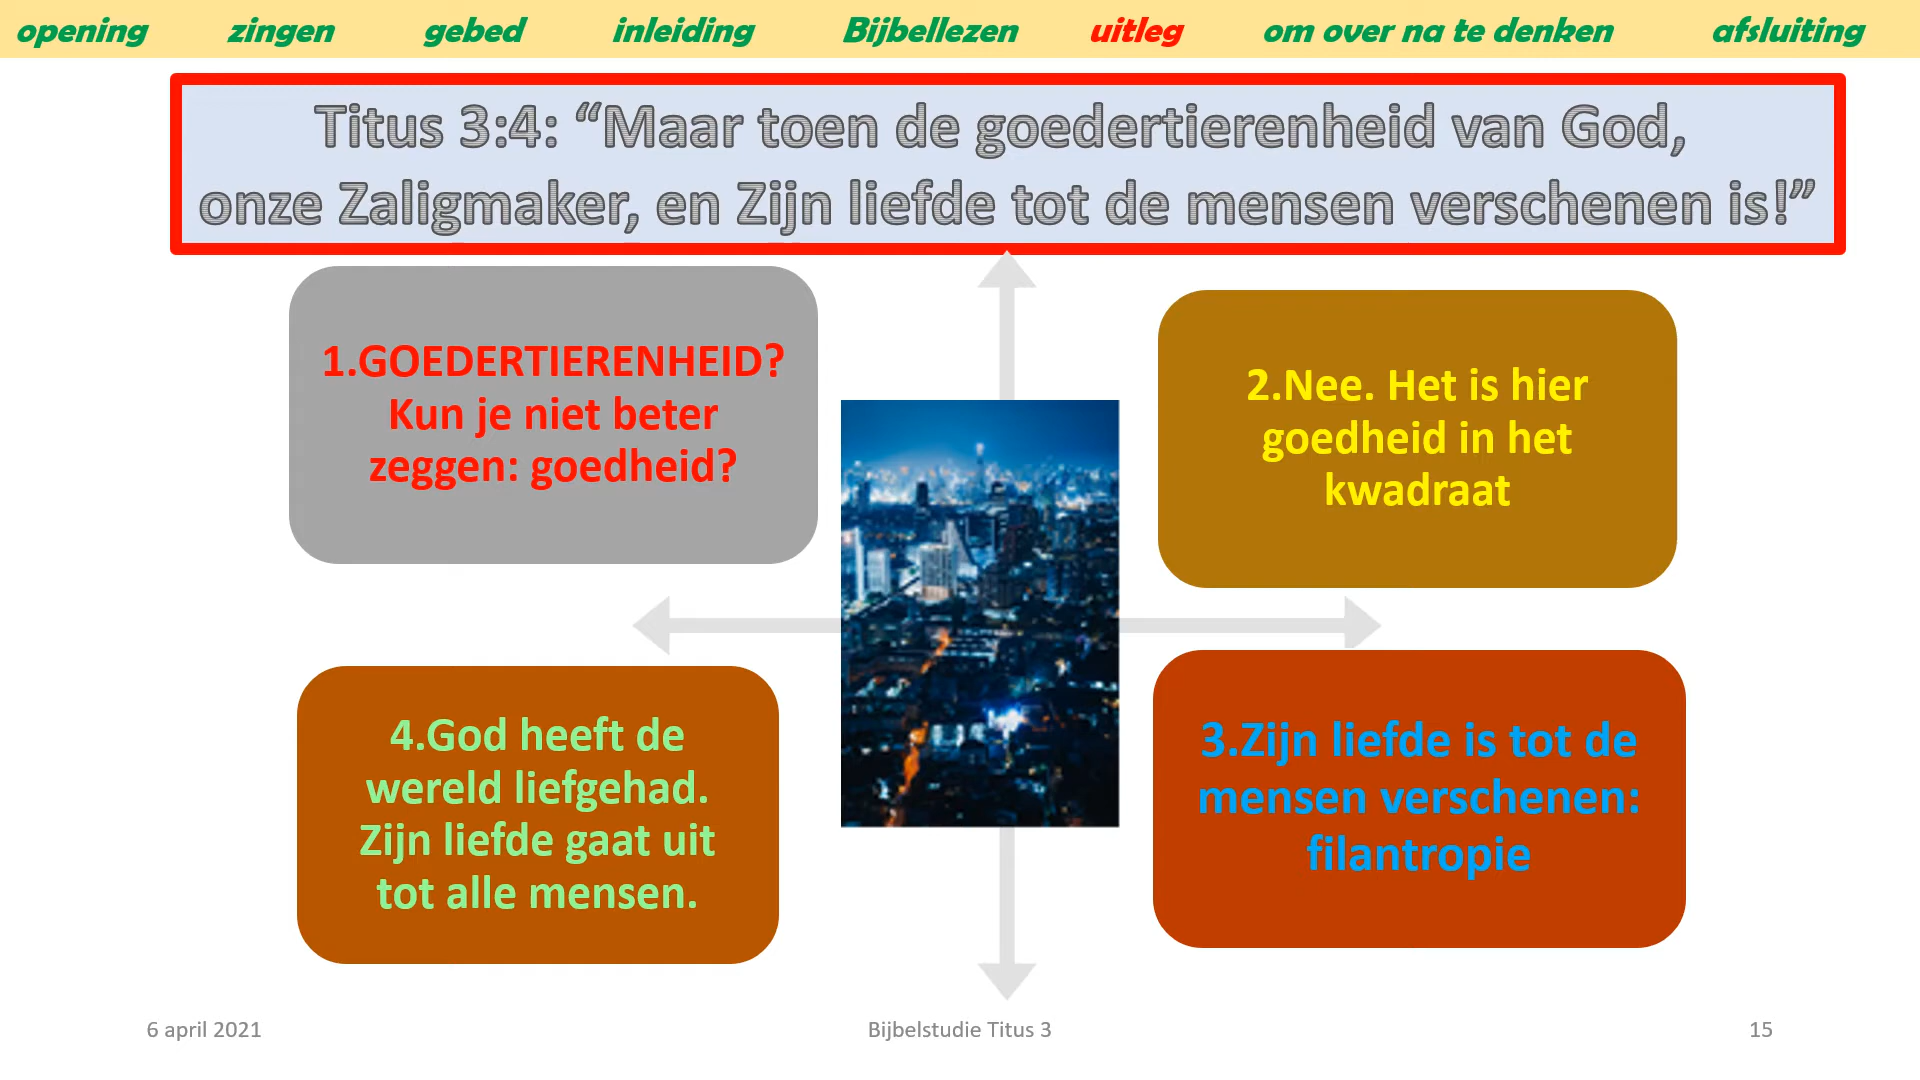 opening zingen gebed inleiding Bijbellezen uitleg om over na te denken afsluiting
Titus 3:4: “Maar toen de goedertierenheid van God,
onze Zaligmaker, en Zijn liefde tot de mensen verschenen is!”
1.GOEDERTIERENHEID?
Kun je niet beter
zeggen: goedheid?
2.Nee. Het is hier
goedheid in het
kwadraat
3.Zijn liefde is tot de
mensen verschenen:
filantropie
4.God heeft de
wereld liefgehad.
Zijn liefde gaat uit
tot alle mensen.
6 april 2021
Bijbelstudie Titus 3
15